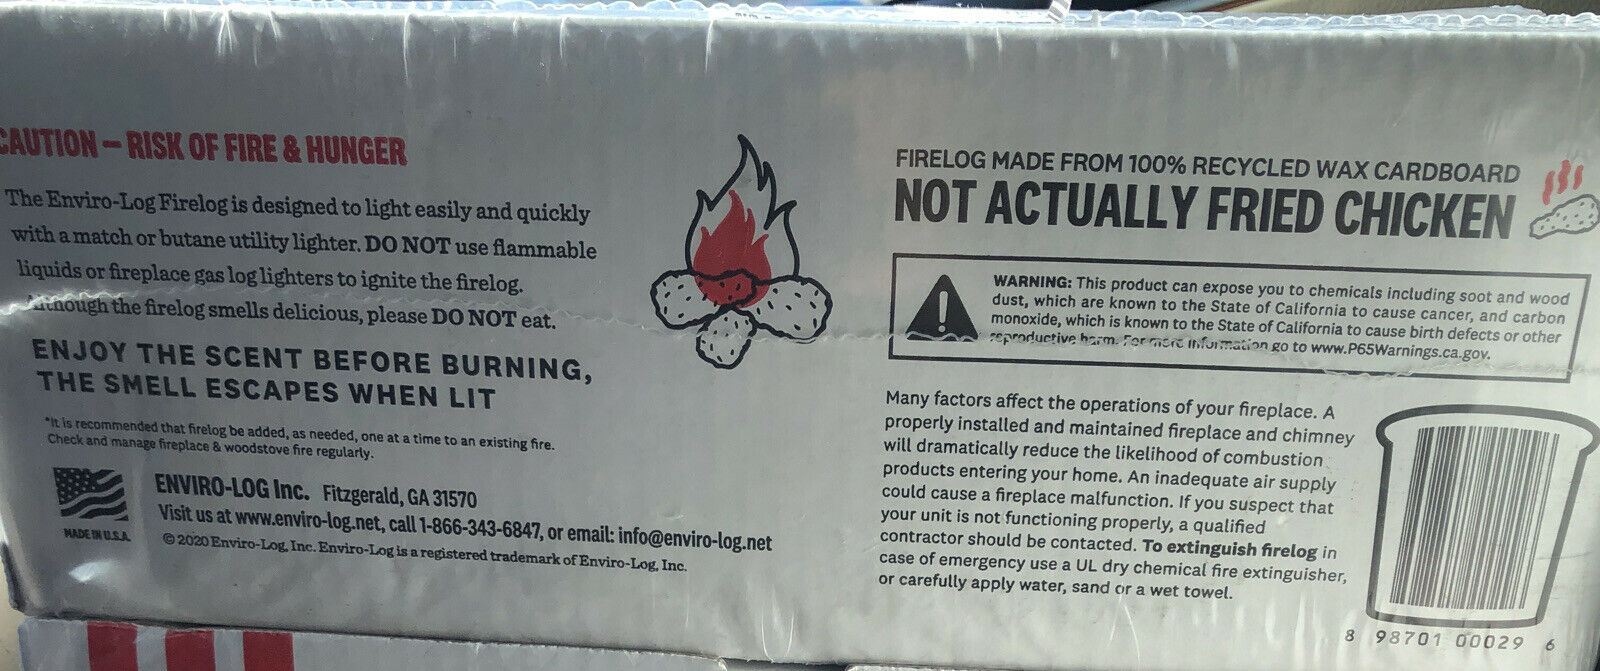 CAUTION – RISK OF FIRE & HUNGER
The Enviro-Log Firelog is designed to light easily and quickly
with a match or butane utility lighter. DO NOT use flammable
liquids or fireplace gas log lighters to ignite the firelog.
Although the firelog smells delicious, please DO NOT eat.
ENJOY THE SCENT BEFORE BURNING,
THE SMELL ESCAPES WHEN LIT
*It is recommended that firelog be added, as needed, one at a time to an existing fire.
Check and manage fireplace & woodstove fire regularly.
MADE IN U.S.A.
ENVIRO-LOG Inc. Fitzgerald, GA 31570
Visit us at www.enviro-log.net, call 1-866-343-6847, or email: info@enviro-log.net
© 2020 Enviro-Log, Inc. Enviro-Log is a registered trademark of Enviro-Log, Inc.
FIRELOG MADE FROM 100% RECYCLED WAX CARDBOARD
NOT ACTUALLY FRIED CHICKEN
WARNING: This product can expose you to chemicals including soot and wood
dust, which are known to the State of California to cause cancer, and carbon
monoxide, which is known to the State of California to cause birth defects or other
reproductive harm. For more information go to www.P65Warnings.ca.gov.
Many factors affect the operations of your fireplace. A
properly installed and maintained fireplace and chimney
will dramatically reduce the likelihood of combustion
products entering your home. An inadequate air supply
could cause a fireplace malfunction. If you suspect that
your unit is not functioning properly, a qualified
contractor should be contacted. To extinguish firelog in
case of emergency use a UL dry chemical fire extinguisher,
or carefully apply water, sand or a wet towel.
8 98701 00029 6